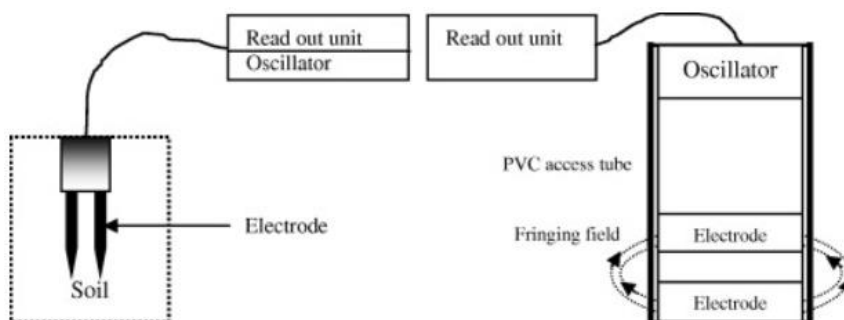 Read out unit
Oscillator
Electrode
Soil
Read out unit
Oscillator
PVC access tube
Fringing field
Electrode
Electrode